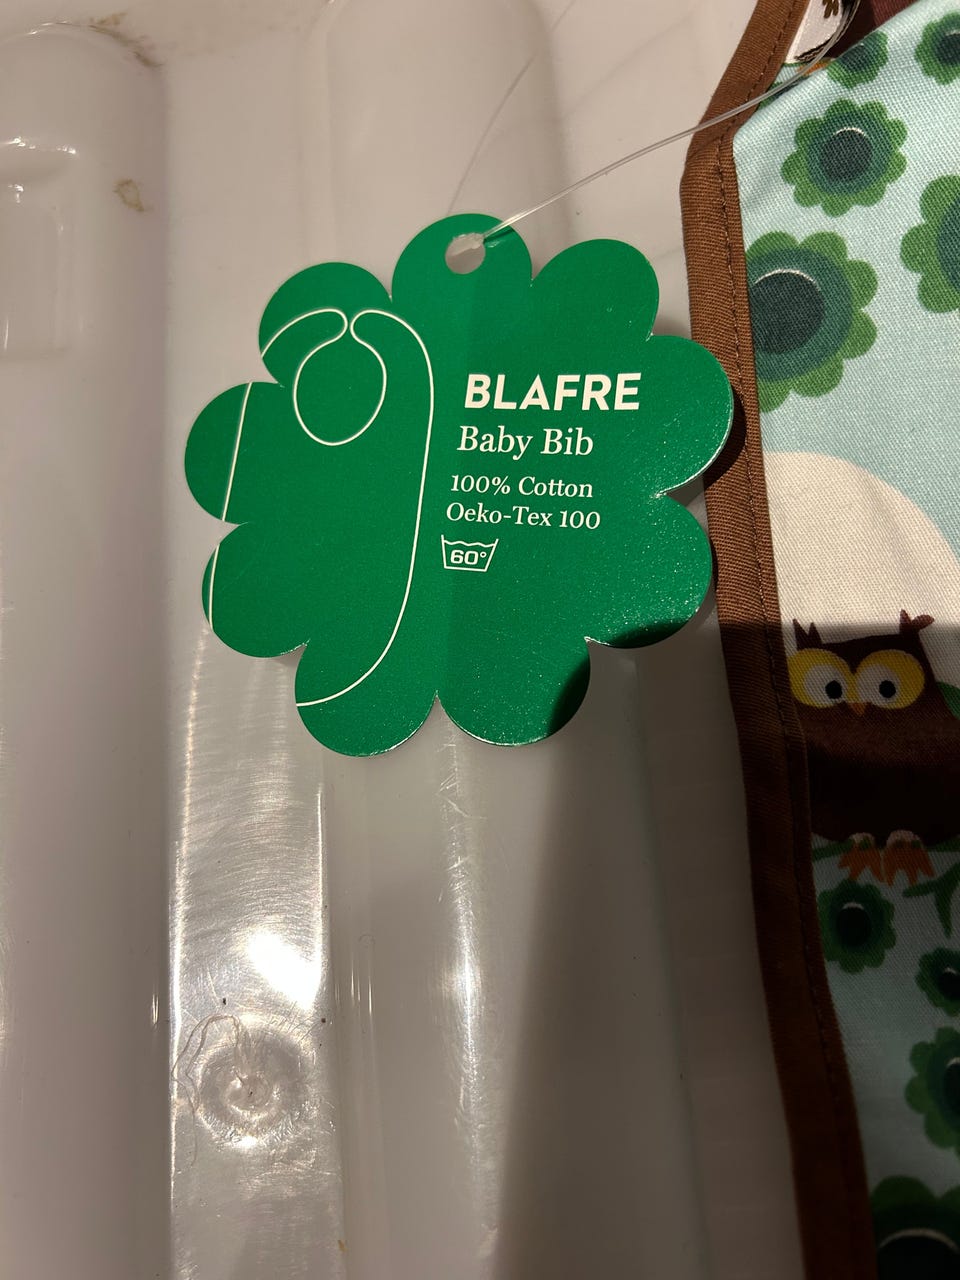 BLAFRE
Baby Bib
100% Cotton
Oeko-Tex 100
60°